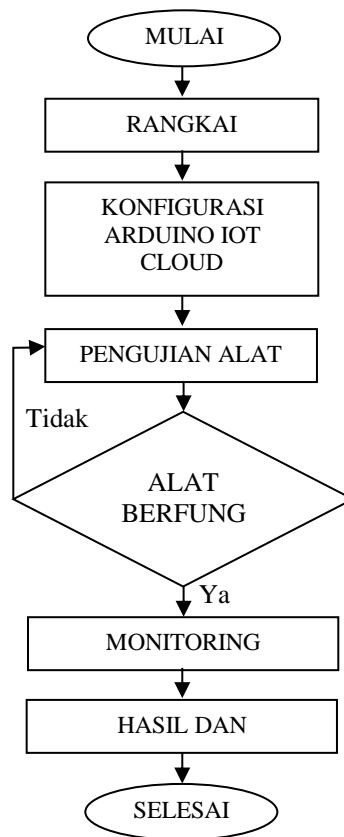 MULAI
RANGKAI
KONFIGURASI
ARDUINO IOT
CLOUD
PENGUJIAN ALAT
Tidak
ALAT
BERFUNG
Ya
MONITORING
HASIL DAN
SELESAI